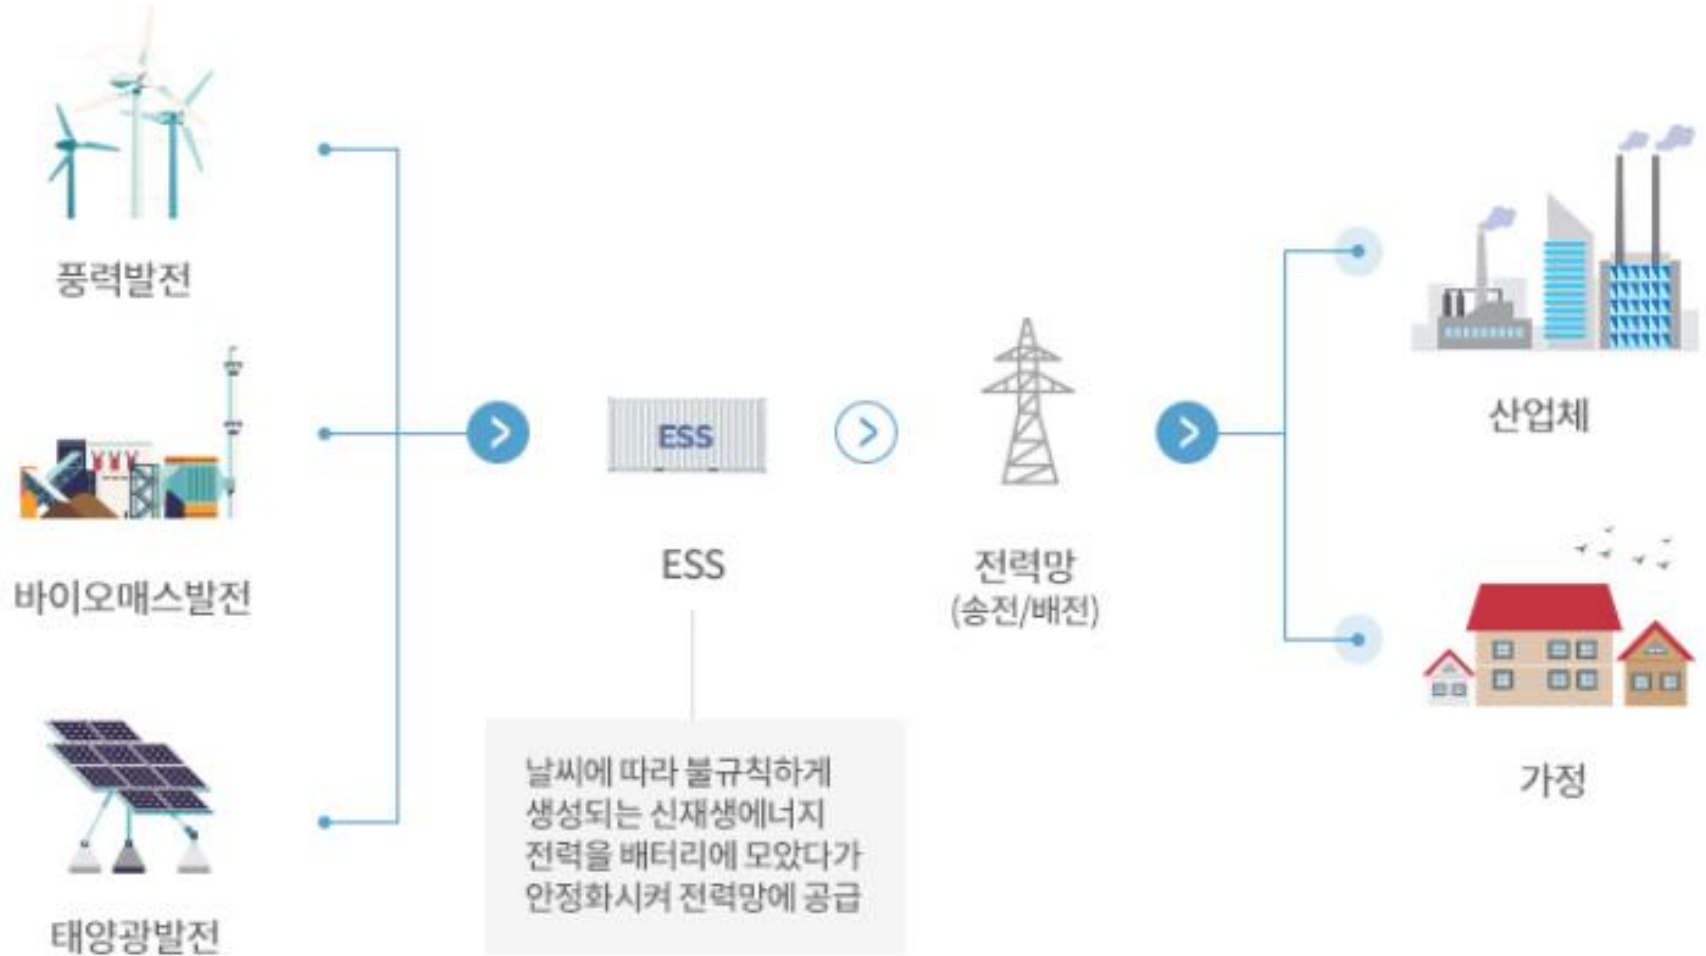 풍력발전
바이오매스발전
태양광발전
ESS
ESS
날씨에 따라 불규칙하게
생성되는 신재생에너지
전력을 배터리에 모았다가
안정화시켜 전력망에 공급
전력망
(송전/배전)
산업체
가정